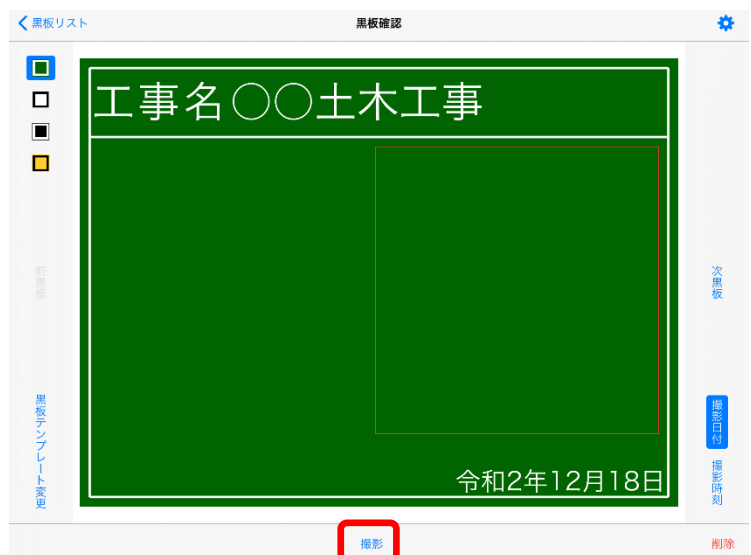 黒板リスト
黒板確認
工事名○○土木工事
前黒板
次黒板
黒板テンプレート変更
撮影日付
撮影時刻
令和2年12月18日
撮影
削除